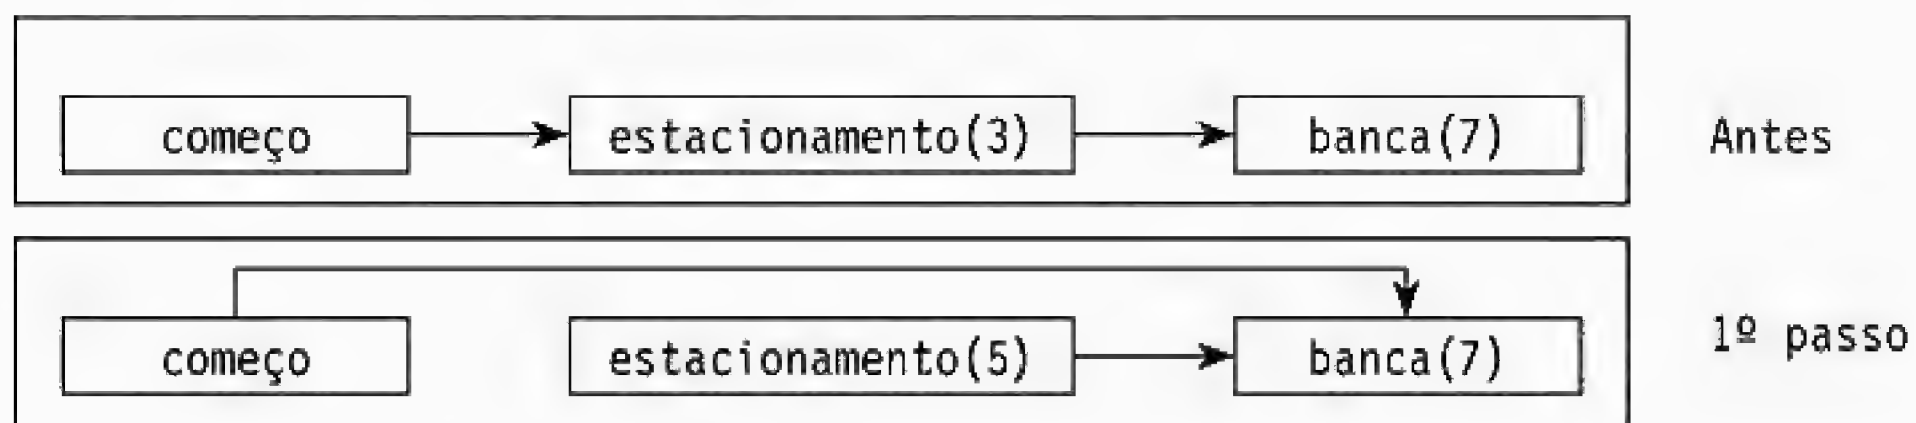 começo estacionamento(3) banca(7) Antes
começo estacionamento(5) banca(7) 1º passo